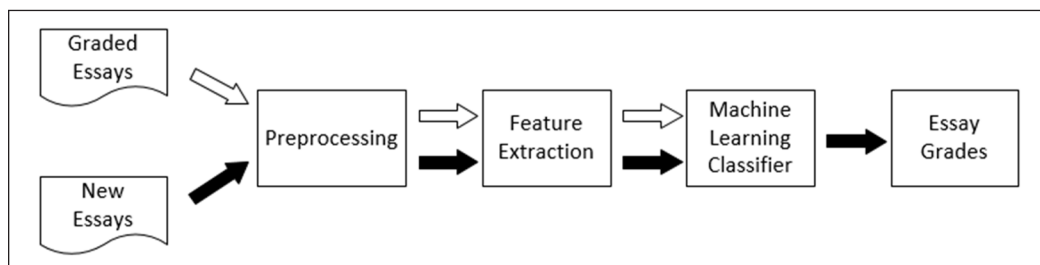 Graded
Essays
New
Essays
Preprocessing
Feature
Extraction
Machine
Learning
Classifier
Essay
Grades